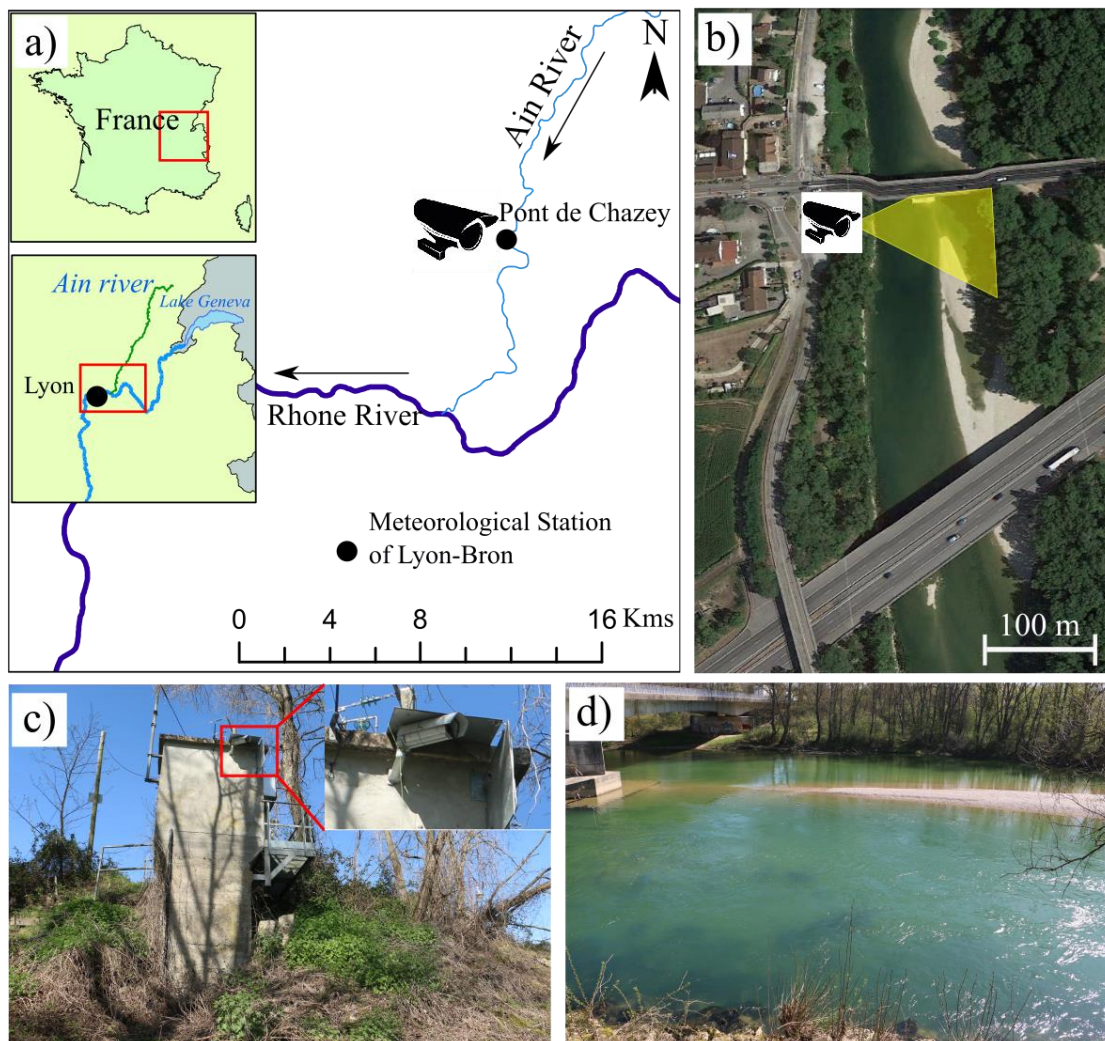 a)
France
Ain river
Lake Geneva
Lyon
Ain River
N
Pont de Chazey
Rhone River
Meteorological Station
of Lyon-Bron
0 4 8 16 Kms
b)
100 m
c)
d)